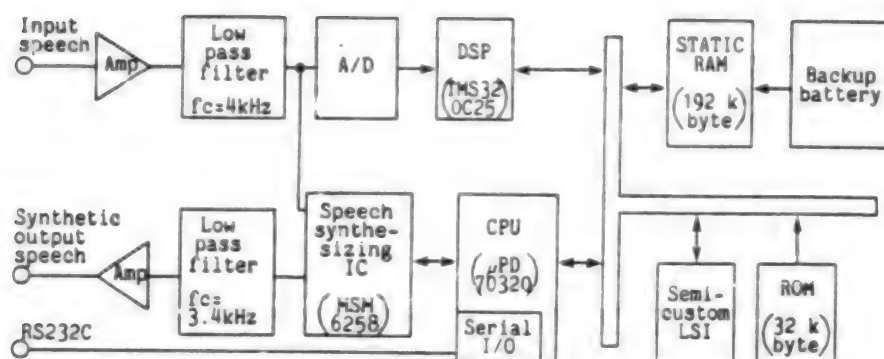 Input
speech
Amp
Low
pass
filter
fc=4kHz
A/D
DSP
(TMS32
0C25)
STATIC
RAM
(192 k
byte)
Backup
battery
Synthetic
output
speech
Amp
Low
pass
filter
fc=
3.4kHz
Speech
synthe-
sizing
IC
(MSM
6258)
CPU
(μPD
70320)
Serial
I/O
Semi-
custom
LSI
ROM
(32 k
byte)
RS232C